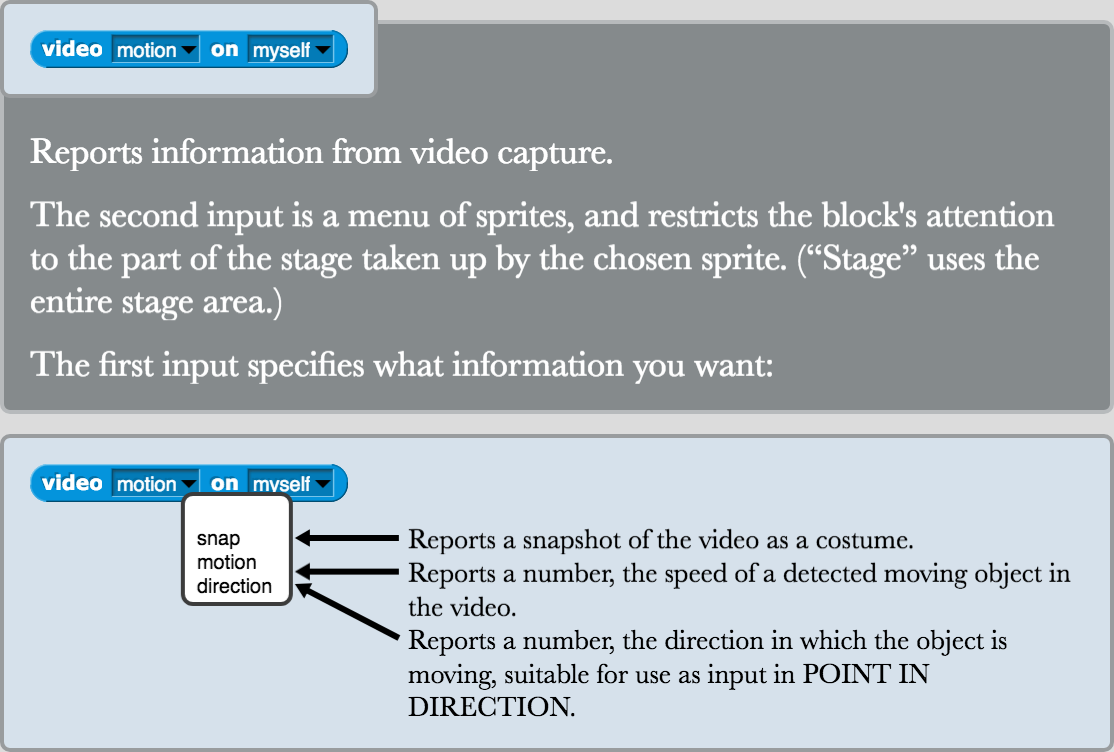 video motion on myself
Reports information from video capture.
The second input is a menu of sprites, and restricts the block's attention
to the part of the stage taken up by the chosen sprite. (“Stage” uses the
entire stage area.)
The first input specifies what information you want:
video motion on myself
snap
motion
direction
Reports a snapshot of the video as a costume.
Reports a number, the speed of a detected moving object in
the video.
Reports a number, the direction in which the object is
moving, suitable for use as input in POINT IN
DIRECTION.